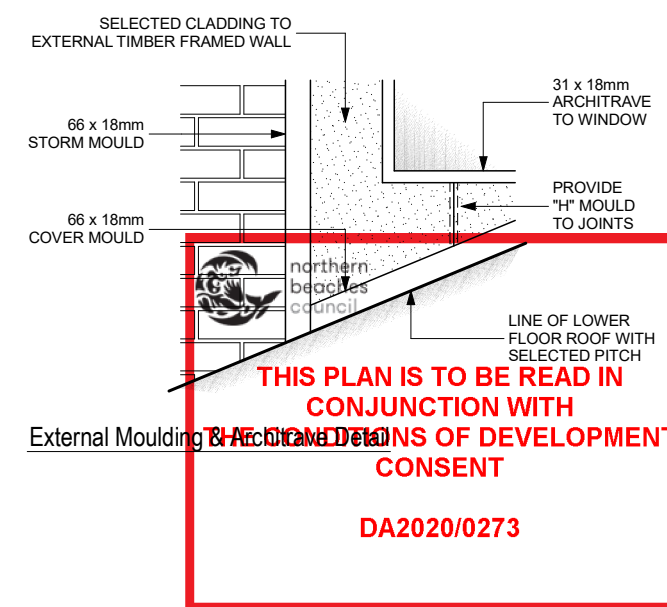 SELECTED CLADDING TO
EXTERNAL TIMBER FRAMED WALL
31 x 18mm
ARCHITRAVE
TO WINDOW
66 x 18mm
STORM MOULD
PROVIDE
"H" MOULD
TO JOINTS
66 x 18mm
COVER MOULD
northern
beaches
council
LINE OF LOWER
FLOOR ROOF WITH
SELECTED PITCH
THIS PLAN IS TO BE READ IN
CONJUNCTION WITH
THE CONDITIONS OF DEVELOPMENT
CONSENT
DA2020/0273
External Moulding & Architrave Detail